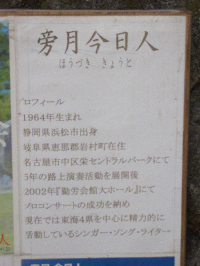 旁月今日人
ほうづき きょうと
ロフィール
1964年生まれ
静岡県浜松市出身
岐阜県恵那郡岩村町在住
名古屋市中区栄セントラルパークにて
5年の路上演奏活動を展開後
2002年『勤労会館大ホール』にて
ソロコンサートの成功を納め
現在では東海4県を中心に精力的に
活動しているシンガー・ソング・ライター
人